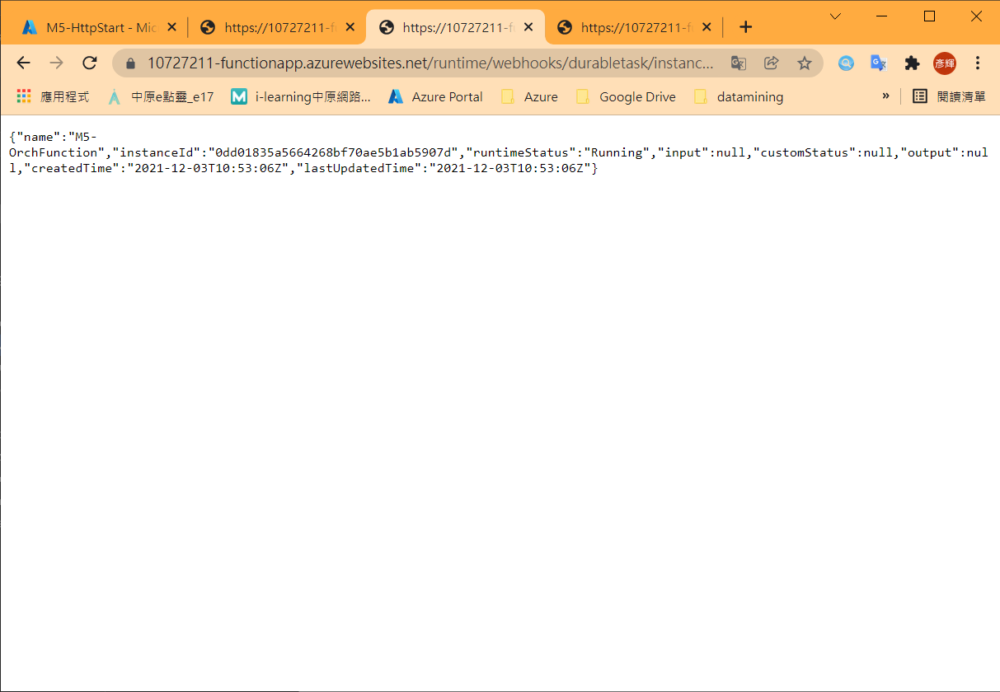 M5-HttpStart - Mic
https://10727211-f
https://10727211-f
https://10727211-f
10727211-functionapp.azurewebsites.net/runtime/webhooks/durabletask/instanc...
彥輝
應用程式
中原e點靈_e17
i-learning中原網路...
Azure Portal
Azure
Google Drive
datamining
»
閱讀清單
{"name":"M5-
OrchFunction","instanceId":"0dd01835a5664268bf70ae5b1ab5907d","runtimeStatus":"Running","input":null,"customStatus":null,"output":nul
l,"createdTime":"2021-12-03T10:53:06Z","lastUpdatedTime":"2021-12-03T10:53:06Z"}